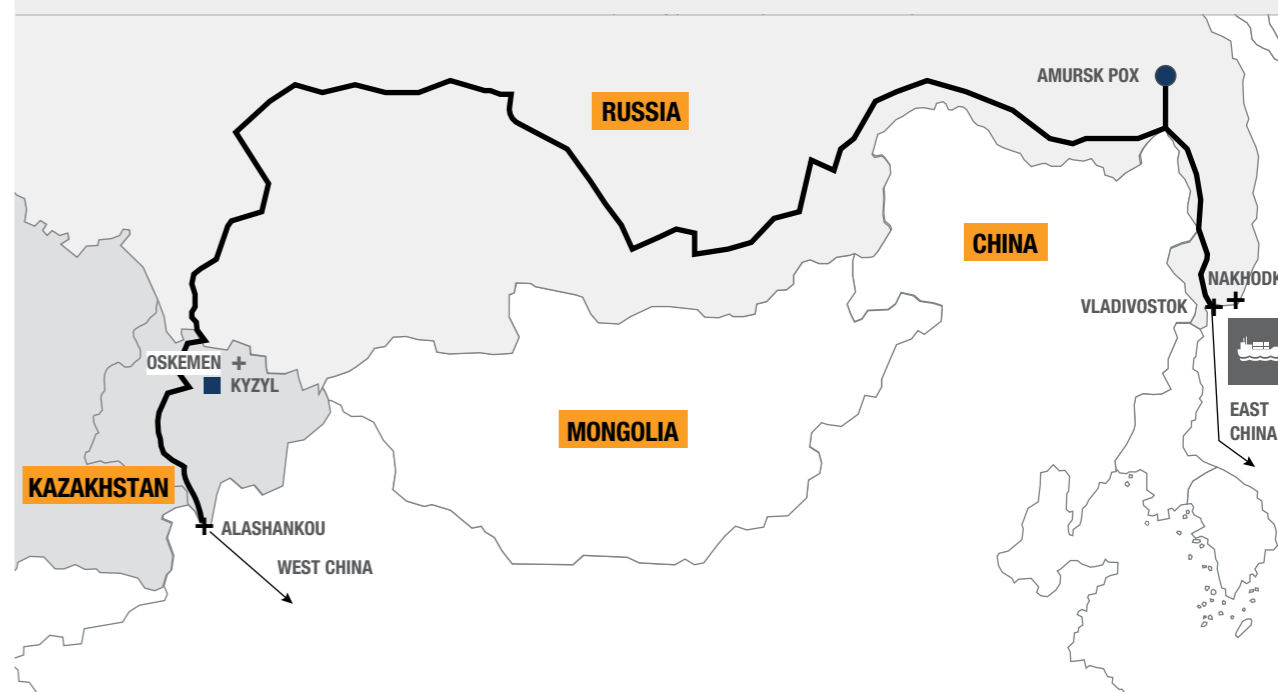 AMURSK POX
RUSSIA
CHINA
NAKHODK
VLADIVOSTOK
OSKEMEN
KYZYL
EAST
CHINA
MONGOLIA
KAZAKHSTAN
ALASHANKOU
WEST CHINA